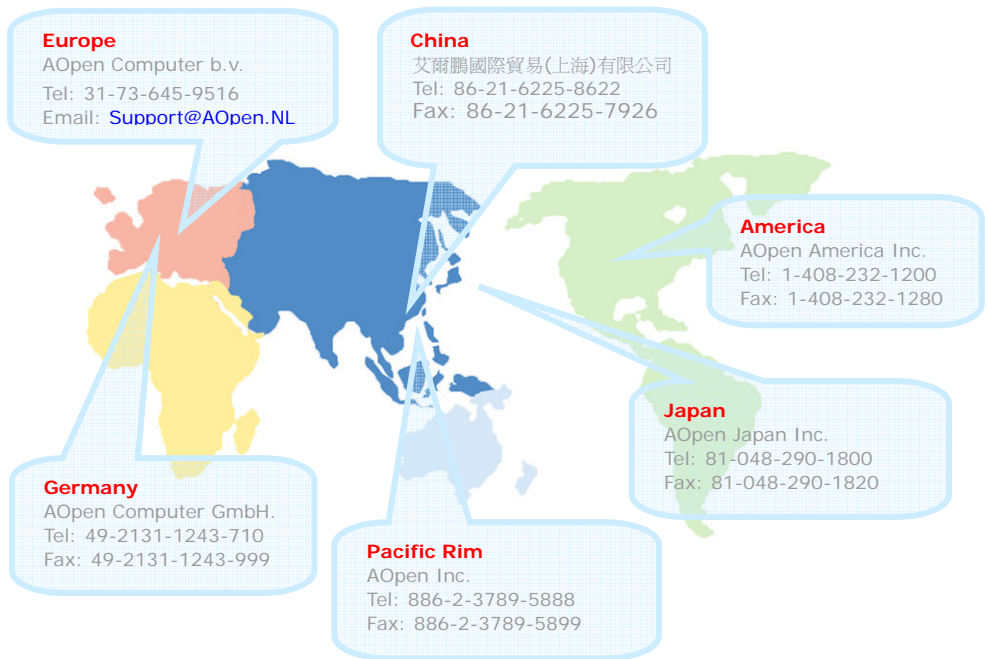 Europe
AOpen Computer b.v.
Tel: 31-73-645-9516
Email: Support@AOpen.NL
China
艾爾鵬國際貿易(上海)有限公司
Tel: 86-21-6225-8622
Fax: 86-21-6225-7926
America
AOpen America Inc.
Tel: 1-408-232-1200
Fax: 1-408-232-1280
Japan
AOpen Japan Inc.
Tel: 81-048-290-1800
Fax: 81-048-290-1820
Germany
AOpen Computer GmbH.
Tel: 49-2131-1243-710
Fax: 49-2131-1243-999
Pacific Rim
AOpen Inc.
Tel: 886-2-3789-5888
Fax: 886-2-3789-5899